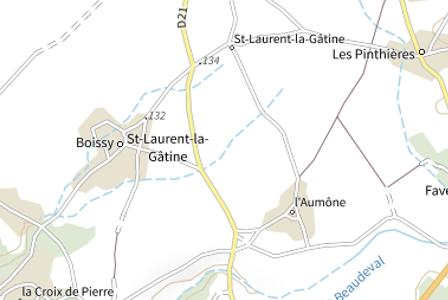 D21
St-Laurent-la-Gâtine
Les Pinthières
134
132
Boissy
St-Laurent-la-
Gâtine
l'Aumône
Fave
Beaudeval
la Croix de Pierre